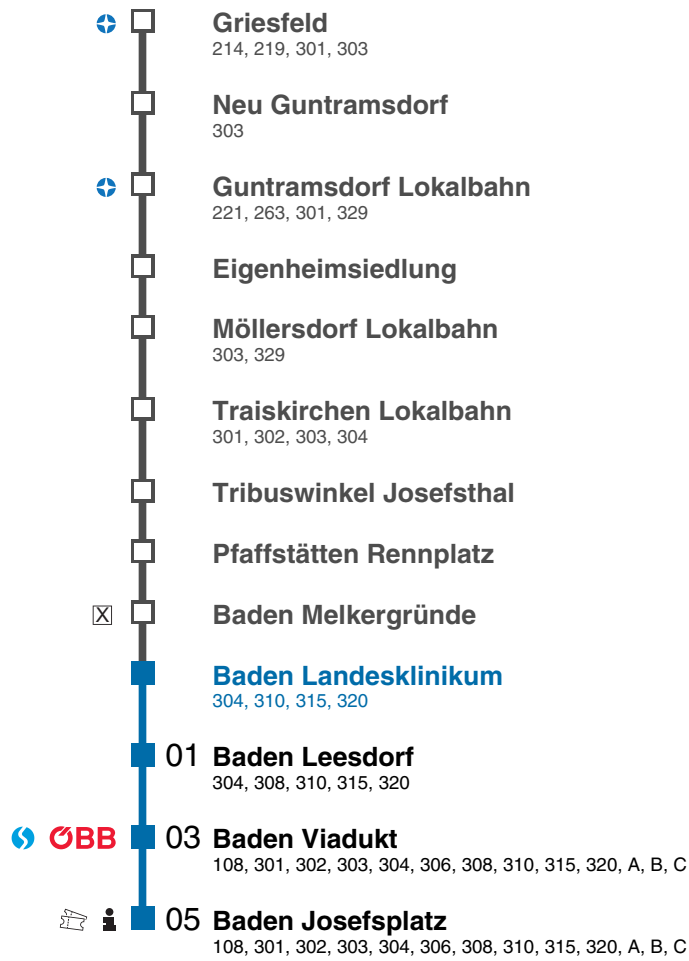 Griesfeld
214, 219, 301, 303
Neu Guntramsdorf
303
Guntramsdorf Lokalbahn
221, 263, 301, 329
Eigenheimsiedlung
Möllersdorf Lokalbahn
303, 329
Traiskirchen Lokalbahn
301, 302, 303, 304
Tribuswinkel Josefsthal
Pfaffstätten Rennplatz
X Baden Melkergründe
Baden Landesklinikum
304, 310, 315, 320
01 Baden Leesdorf
304, 308, 310, 315, 320
ÖBB 03 Baden Viadukt
108, 301, 302, 303, 304, 306, 308, 310, 315, 320, A, B, C
i 05 Baden Josefsplatz
108, 301, 302, 303, 304, 306, 308, 310, 315, 320, A, B, C